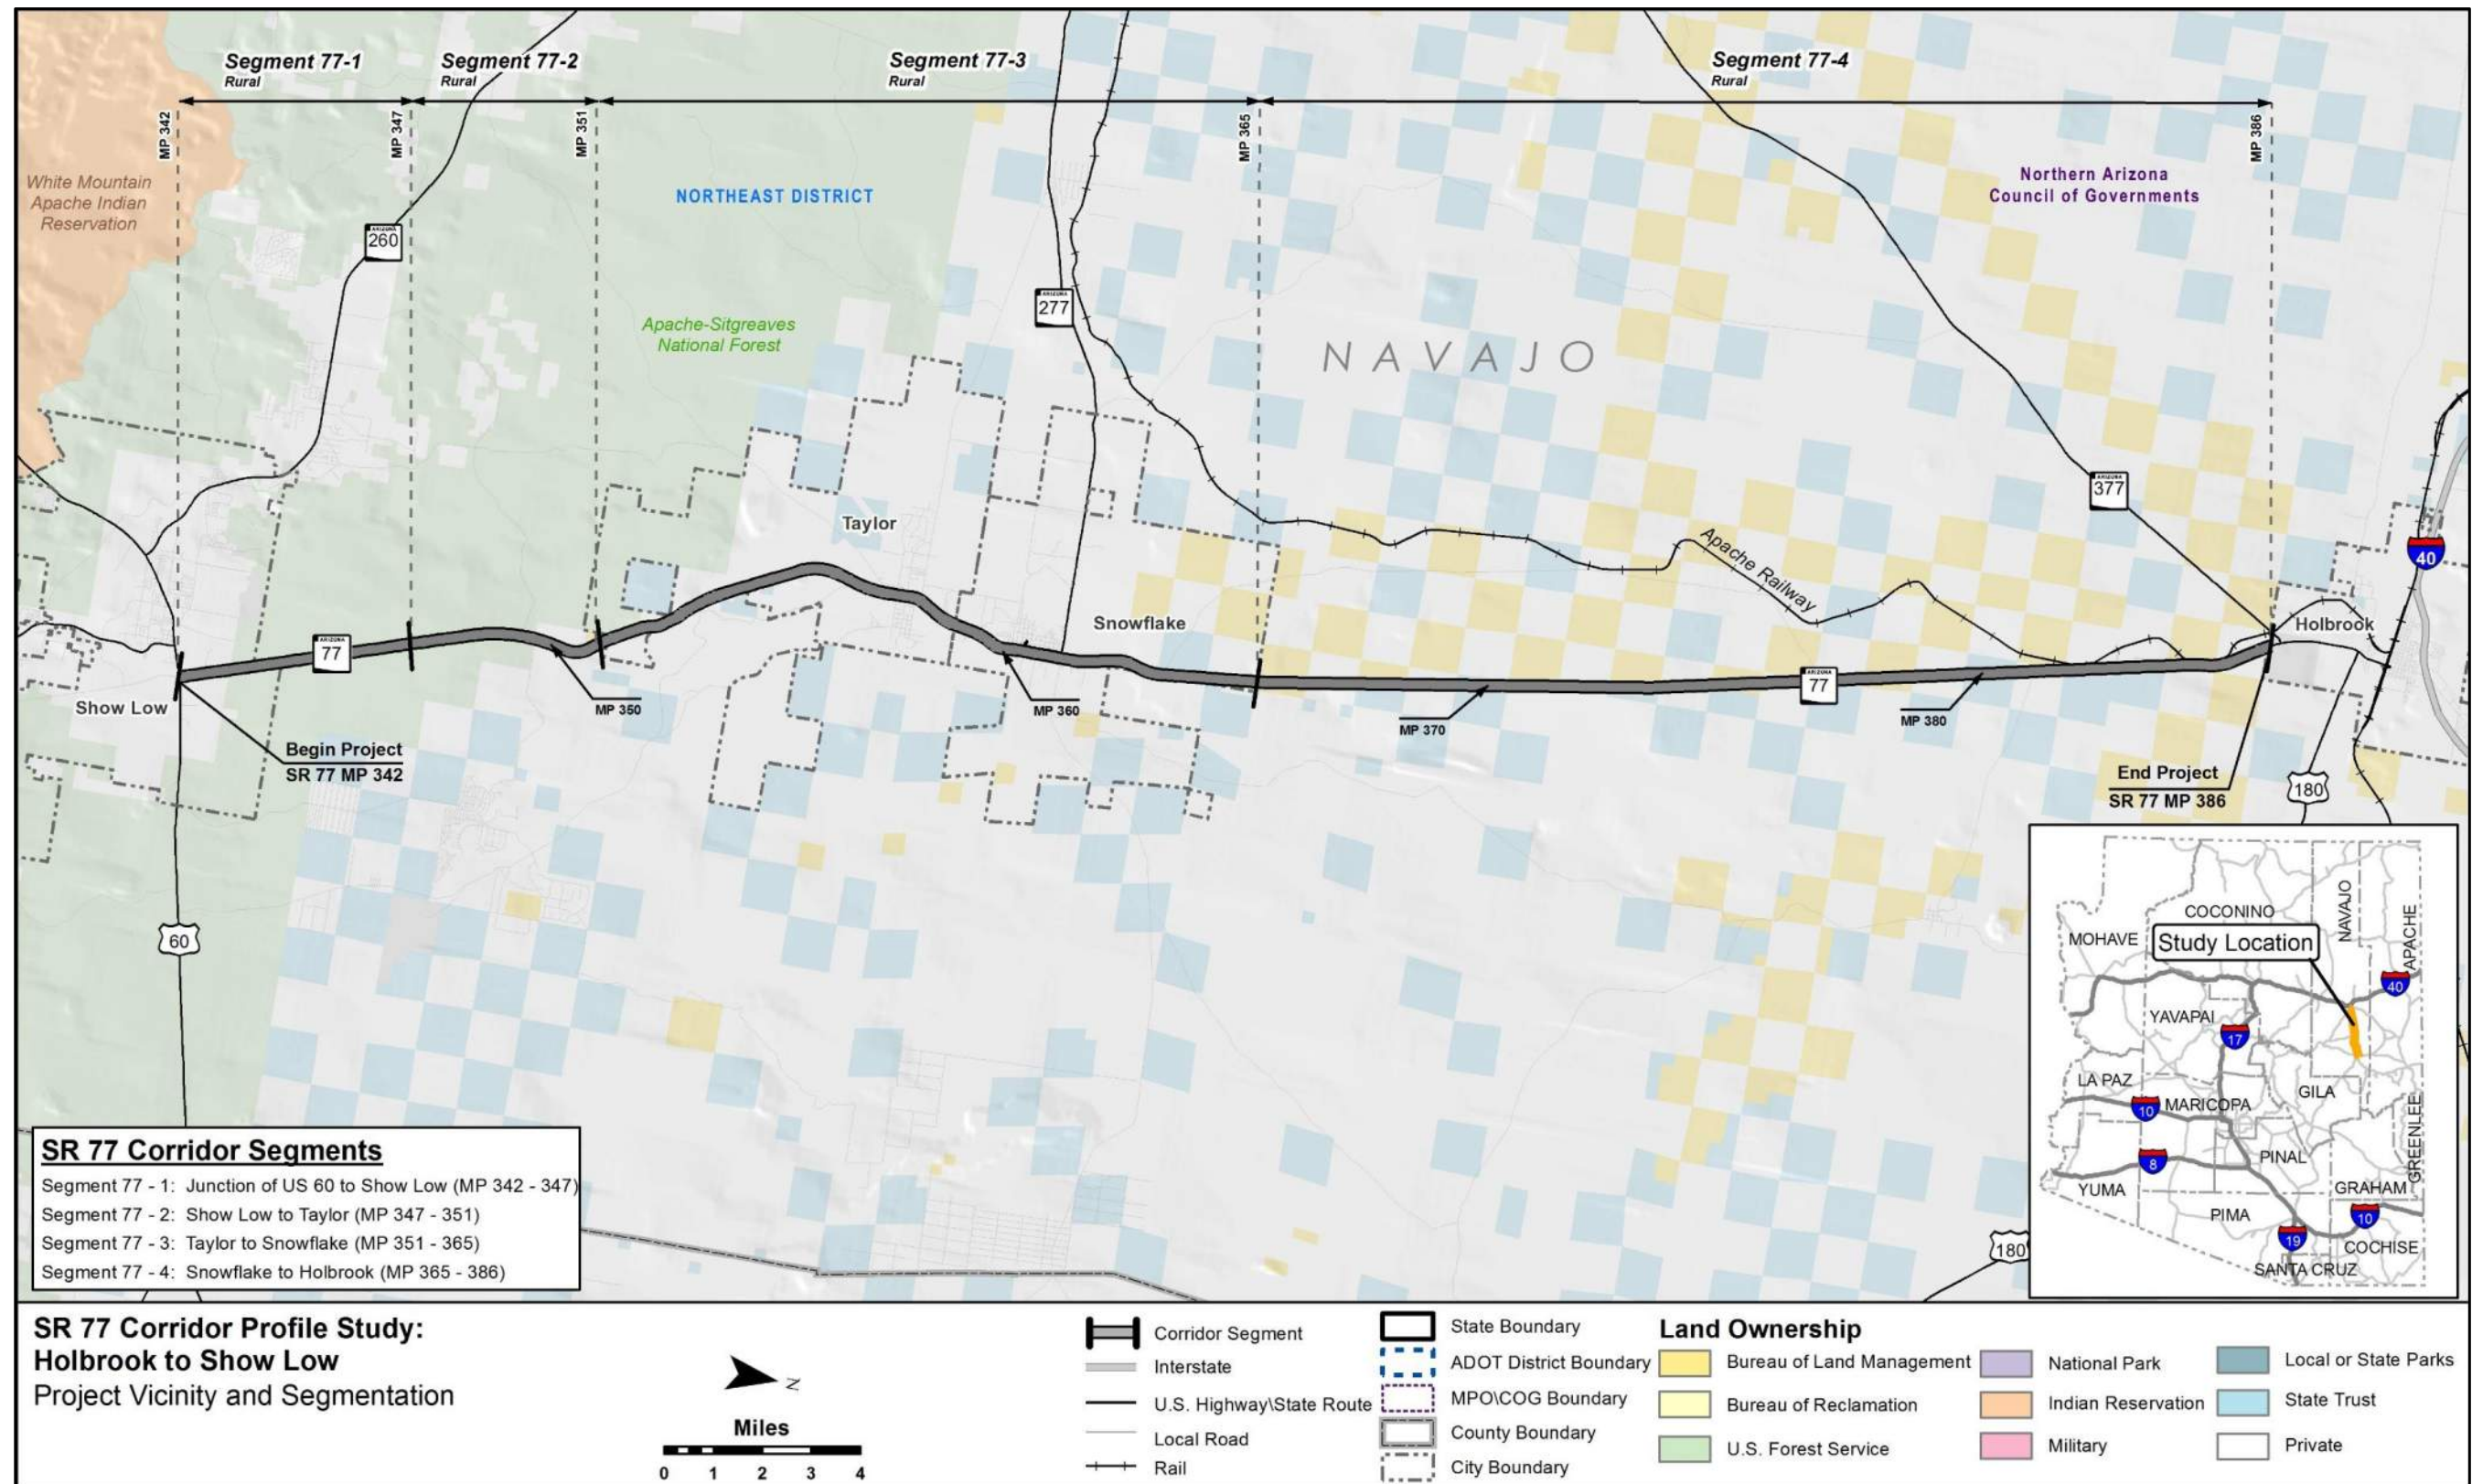 Segment 77-1
Rural
Segment 77-2
Rural
Segment 77-3
Rural
Segment 77-4
Rural
MP 342
MP 347
MP 351
MP 365
MP 386
White Mountain
Apache Indian
Reservation
NORTHEAST DISTRICT
Northern Arizona
Council of Governments
ARIZONA
260
Apache-Sitgreaves
National Forest
ARIZONA
277
NAVAJO
ARIZONA
377
Taylor
Apache Railway
40
Snowflake
Holbrook
ARIZONA
77
ARIZONA
77
Show Low
MP 350
MP 360
MP 370
MP 380
Begin Project
SR 77 MP 342
End Project
SR 77 MP 386
180
60
180
COCONINO
NAVAJO
APACHE
MOHAVE
Study Location
40
YAVAPAI
17
LA PAZ
GILA
10
MARICOPA
GREENLEE
8
PINAL
YUMA
GRAHAM
PIMA
10
19
COCHISE
SANTA CRUZ
SR 77 Corridor Segments
Segment 77 - 1: Junction of US 60 to Show Low (MP 342 - 347)
Segment 77 - 2: Show Low to Taylor (MP 347 - 351)
Segment 77 - 3: Taylor to Snowflake (MP 351 - 365)
Segment 77 - 4: Snowflake to Holbrook (MP 365 - 386)
SR 77 Corridor Profile Study:
Holbrook to Show Low
Project Vicinity and Segmentation
N
Miles
0 1 2 3 4
Corridor Segment
Interstate
U.S. Highway\State Route
Local Road
Rail
State Boundary
ADOT District Boundary
MPO\COG Boundary
County Boundary
City Boundary
Land Ownership
Bureau of Land Management
Bureau of Reclamation
U.S. Forest Service
National Park
Indian Reservation
Military
Local or State Parks
State Trust
Private